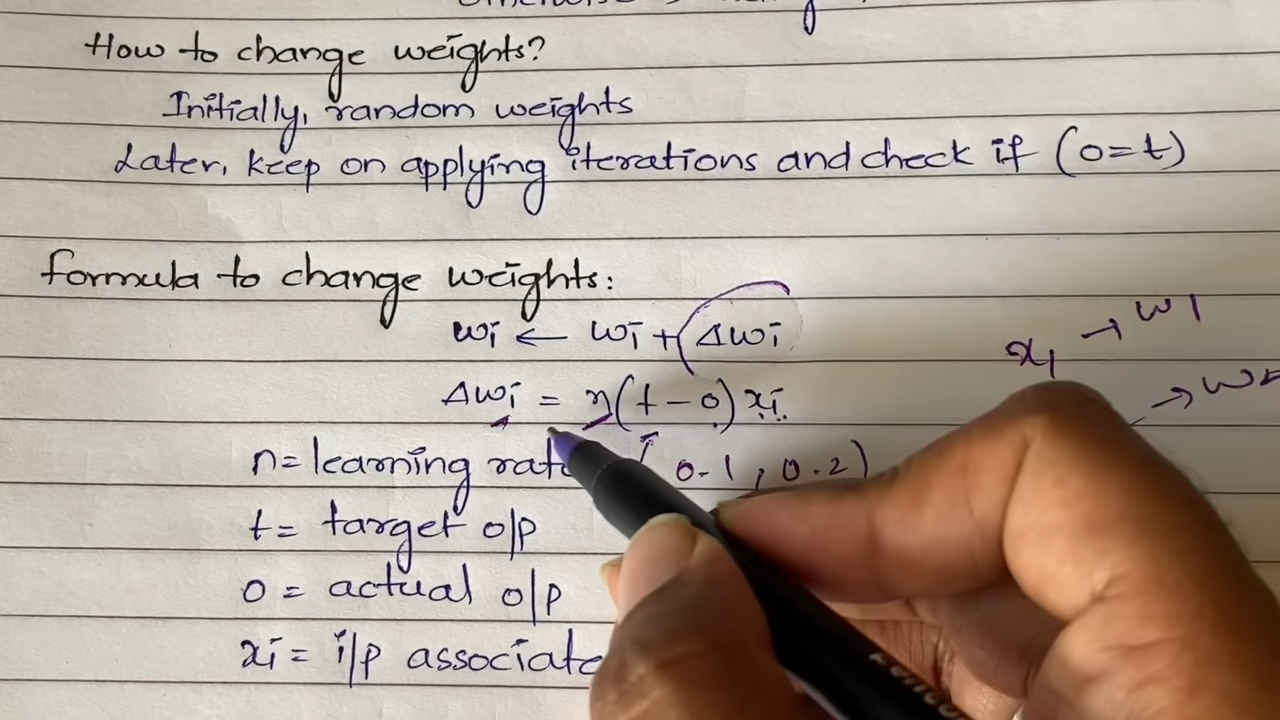 How to change weights?
Initially, random weights
Later, keep on applying iterations and check if (o=t)
formula to change weights:
wi ← wi + Δwi
x1 → w1
Δwi = η(t-o) xi
→ w2
n = learning rate (0.1, 0.2)
t = target o/p
o = actual o/p
xi = i/p